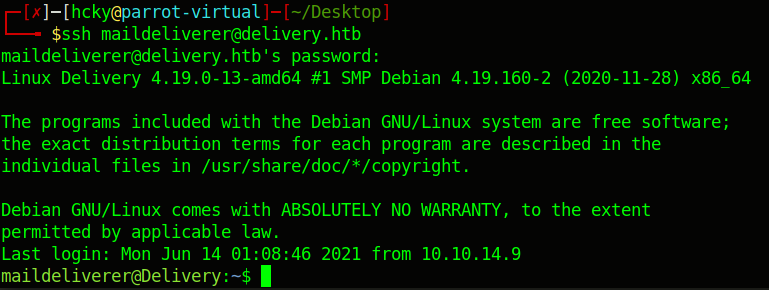 ┌─[✗]─[hcky@parrot-virtual]─[~/Desktop]
└──╼ $ssh maildeliverer@delivery.htb
maildeliverer@delivery.htb's password:
Linux Delivery 4.19.0-13-amd64 #1 SMP Debian 4.19.160-2 (2020-11-28) x86_64
The programs included with the Debian GNU/Linux system are free software;
the exact distribution terms for each program are described in the
individual files in /usr/share/doc/*/copyright.
Debian GNU/Linux comes with ABSOLUTELY NO WARRANTY, to the extent
permitted by applicable law.
Last login: Mon Jun 14 01:08:46 2021 from 10.10.14.9
maildeliverer@Delivery:~$